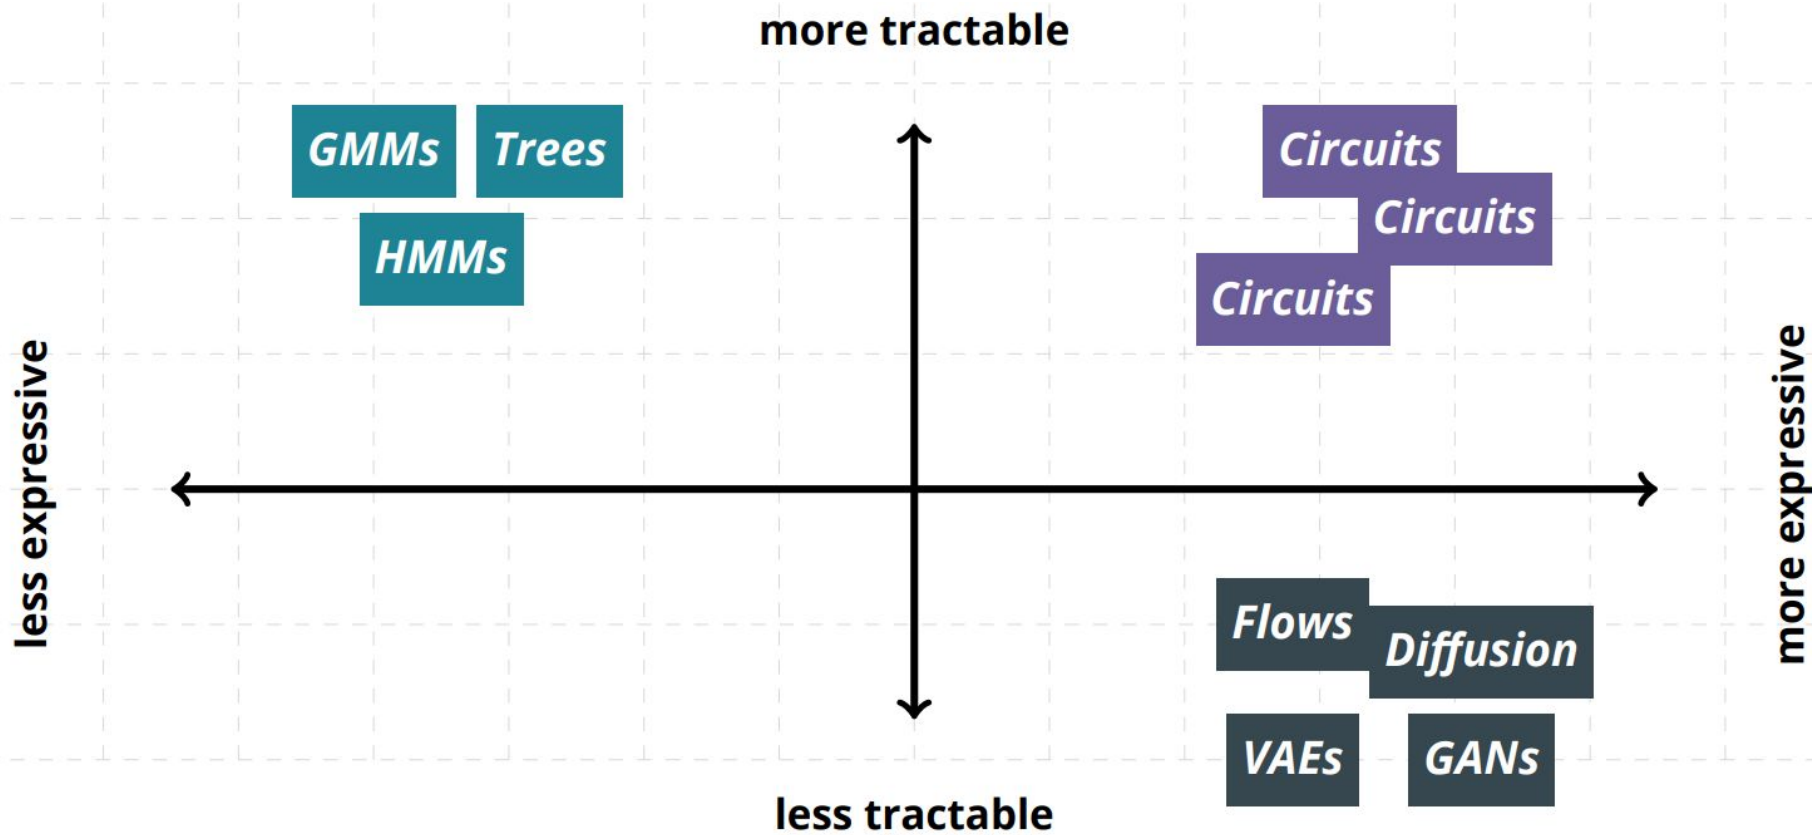 more tractable
GMMs
Trees
HMMs
Circuits
Circuits
Circuits
less expressive
more expressive
Flows
Diffusion
VAEs
GANs
less tractable